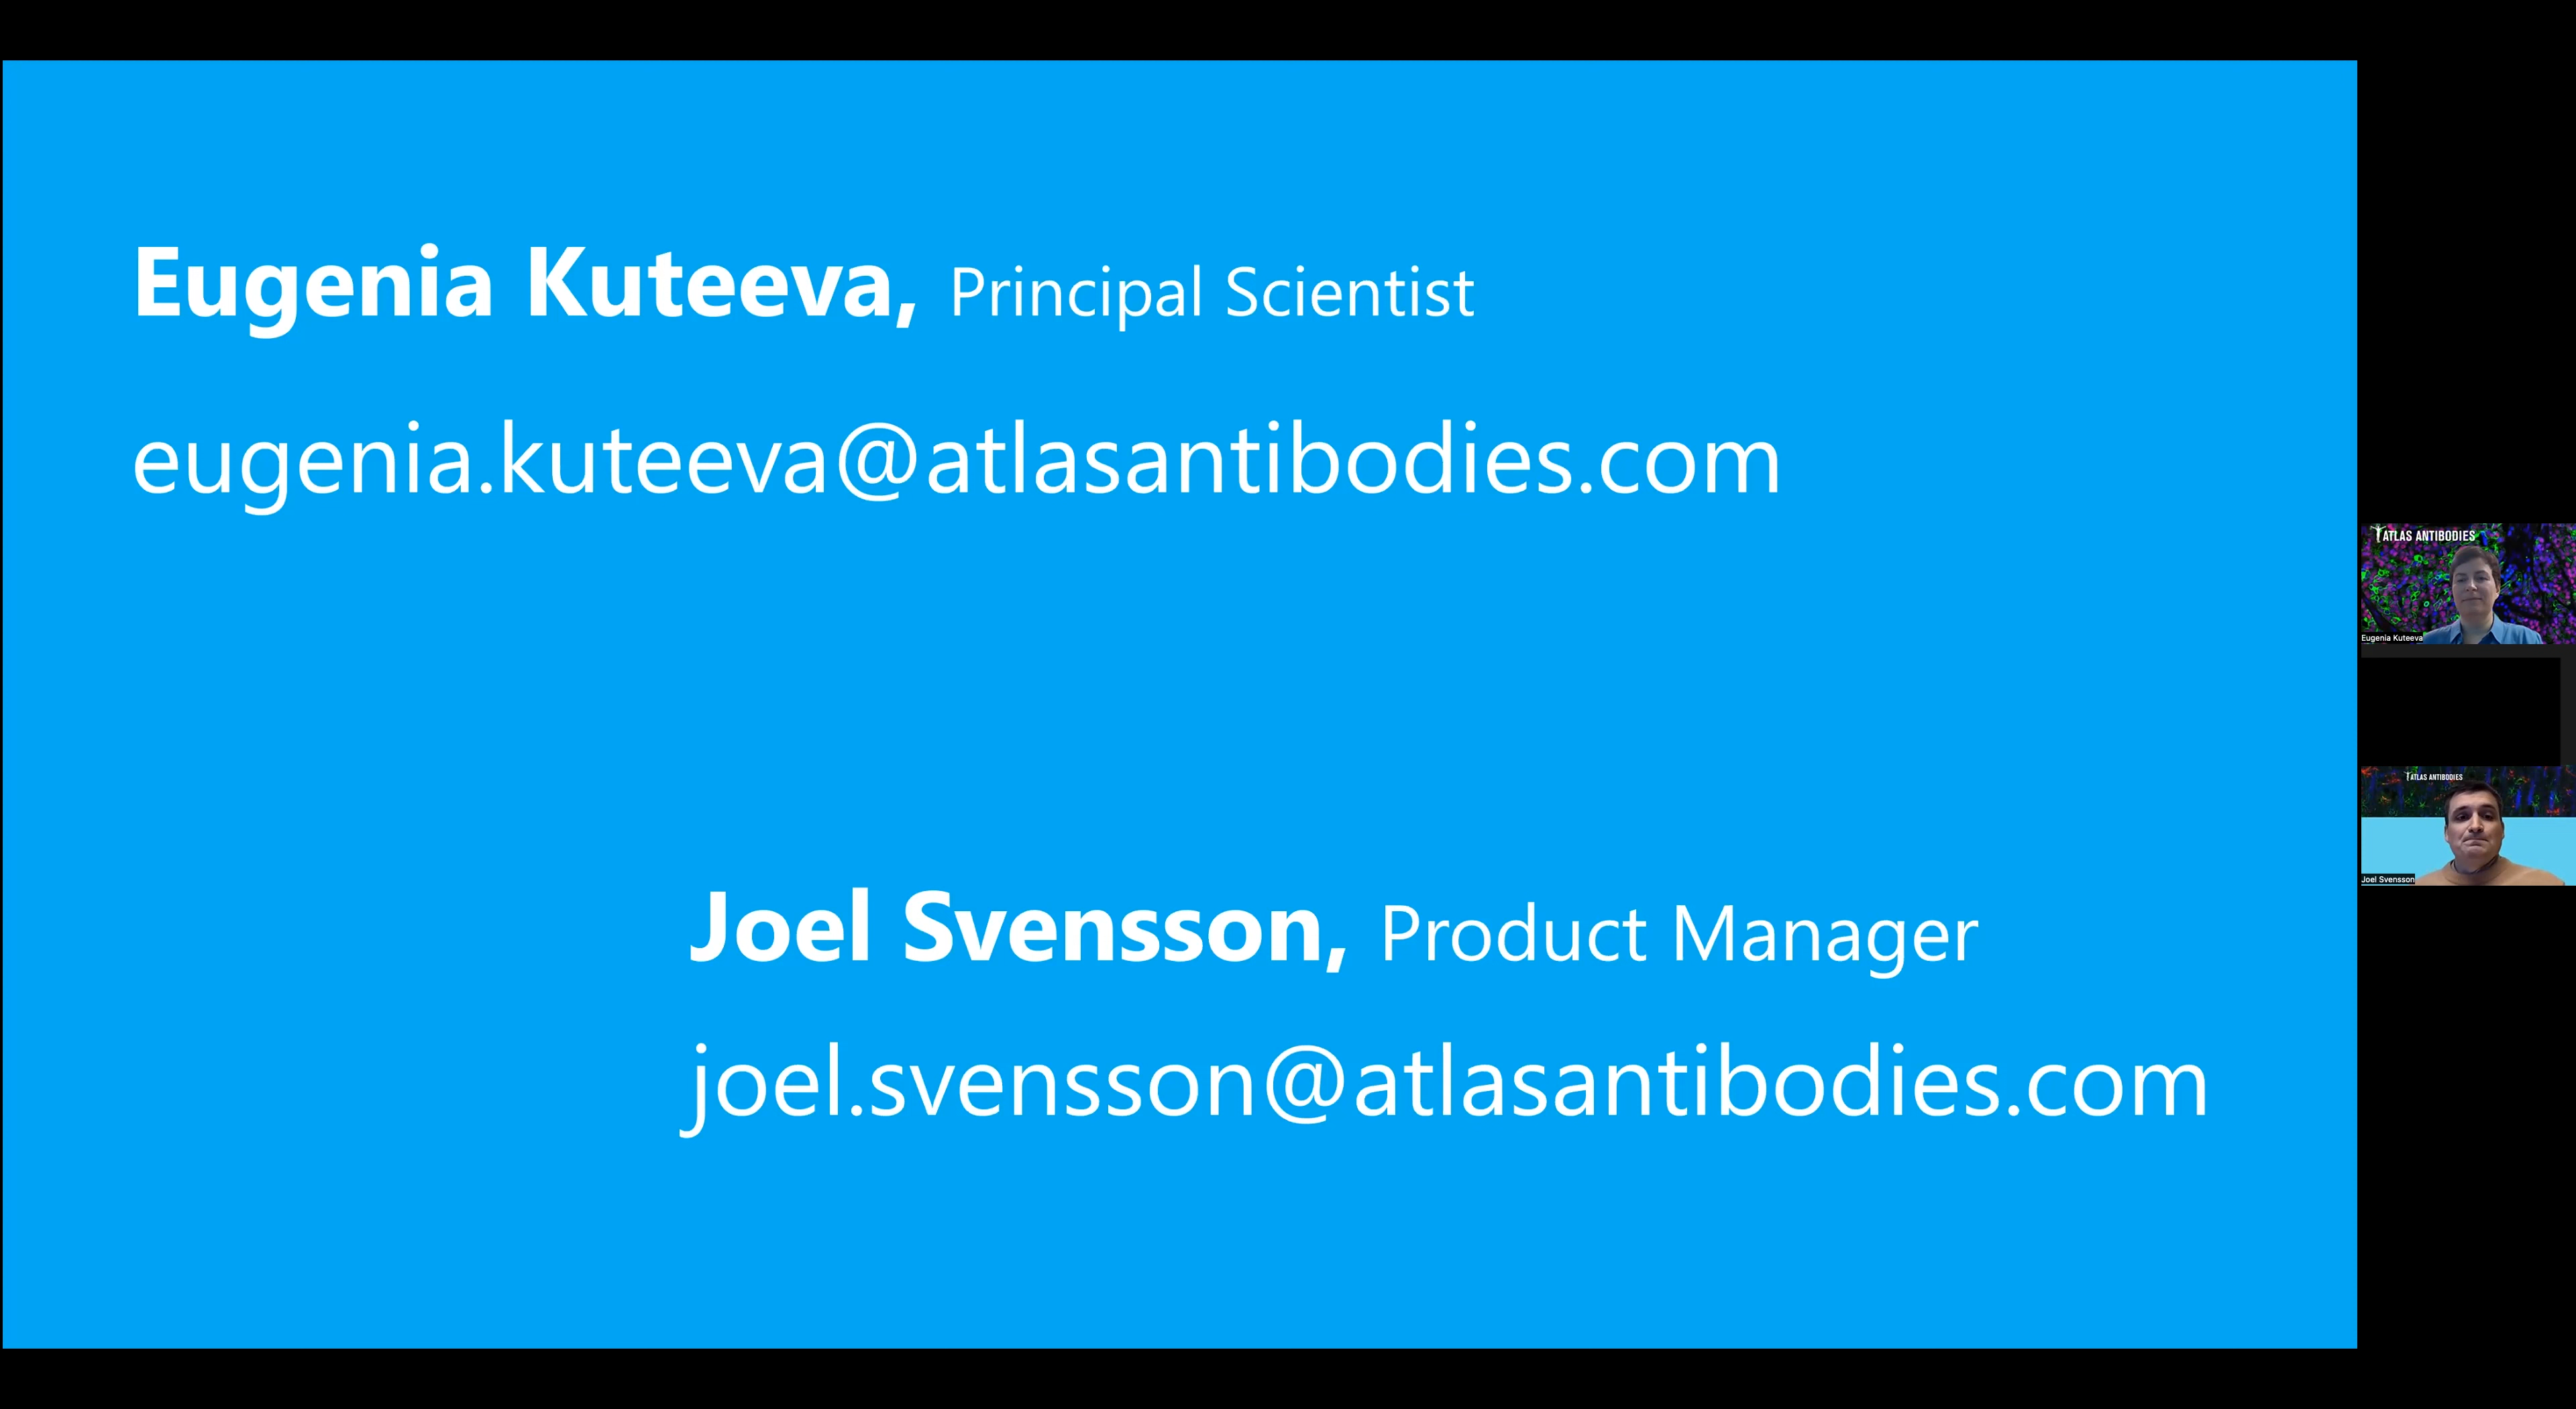 Eugenia Kuteeva, Principal Scientist
eugenia.kuteeva@atlasantibodies.com
Joel Svensson, Product Manager
joel.svensson@atlasantibodies.com
ATLAS ANTIBODIES
Eugenia Kuteeva
ATLAS ANTIBODIES
Joel Svensson